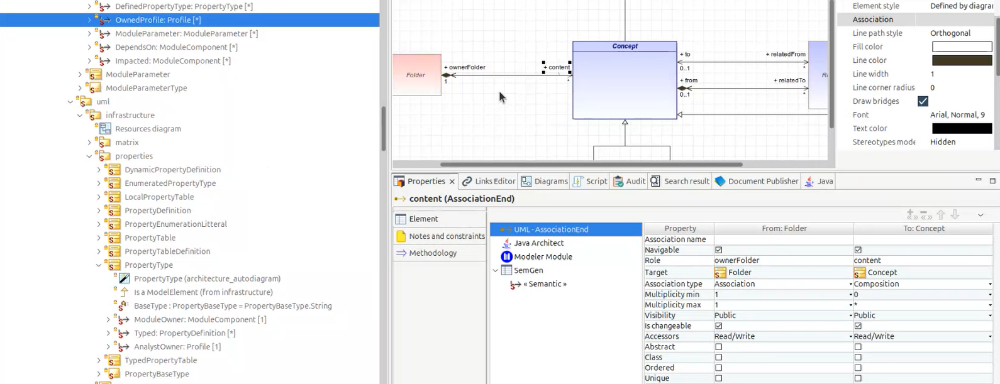 DefinedPropertyType: PropertyType [*]
OwnedProfile: Profile [*]
ModuleParameter: ModuleParameter [*]
DependsOn: ModuleComponent [*]
Impacted: ModuleComponent [*]
ModuleParameter
ModuleParameterType
uml
infrastructure
Resources diagram
matrix
properties
DynamicPropertyDefinition
EnumeratedPropertyType
LocalPropertyTable
PropertyDefinition
PropertyEnumerationLitteral
PropertyTable
PropertyTableDefinition
PropertyType
PropertyType (architecture_autodiagram)
Is a ModelElement (from infrastructure)
BaseType : PropertyBaseType = PropertyBaseType.String
ModuleOwner: ModuleComponent [1]
Typed: PropertyDefinition [*]
AnalystOwner: Profile [1]
TypedPropertyTable
PropertyBaseType
Concept
Folder
+ ownerFolder
1
+ content
*
+ to
0..1
+ relatedFrom
*
+ from
0..1
+ relatedTo
*
Element style Defined by diagra
Association
Line path style Orthogonal
Fill color
Line color
Line width 1
Line corner radius 0
Draw bridges
Font Arial, Normal, 9
Text color
Stereotypes mode Hidden
Properties Links Editor Diagrams Script Audit Search result Document Publisher Java
content (AssociationEnd)
Element
Notes and constraints
Methodology
UML - AssociationEnd
Java Architect
Modeler Module
SemGen
« Semantic »
Property From: Folder To: Concept
Association name
Navigable
Role ownerFolder content
Target Folder Concept
Association type Association Composition
Multiplicity min 1 0
Multiplicity max 1 *
Visibility Public Public
Is changeable
Accessors Read/Write Read/Write
Abstract
Class
Ordered
Unique